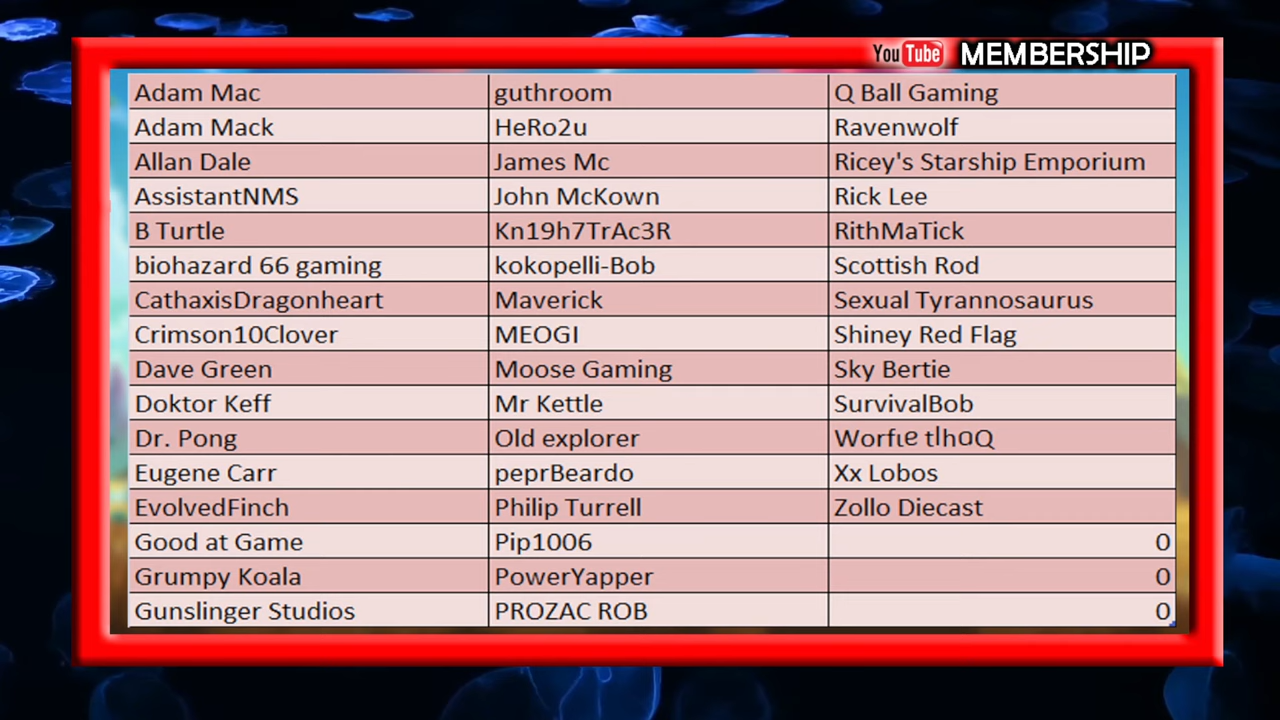 YouTube MEMBERSHIP
Adam Mac guthroom Q Ball Gaming
Adam Mack HeRo2u Ravenwolf
Allan Dale James Mc Ricey's Starship Emporium
AssistantNMS John McKown Rick Lee
B Turtle Kn19h7TrAc3R RithMaTick
biohazard 66 gaming kokopelli-Bob Scottish Rod
CathaxisDragonheart Maverick Sexual Tyrannosaurus
Crimson10Clover MEOGI Shiney Red Flag
Dave Green Moose Gaming Sky Bertie
Doktor Keff Mr Kettle SurvivalBob
Dr. Pong Old explorer Worfιe tlhoQ
Eugene Carr peprBeardo Xx Lobos
EvolvedFinch Philip Turrell Zollo Diecast
Good at Game Pip1006 0
Grumpy Koala PowerYapper 0
Gunslinger Studios PROZAC ROB 0